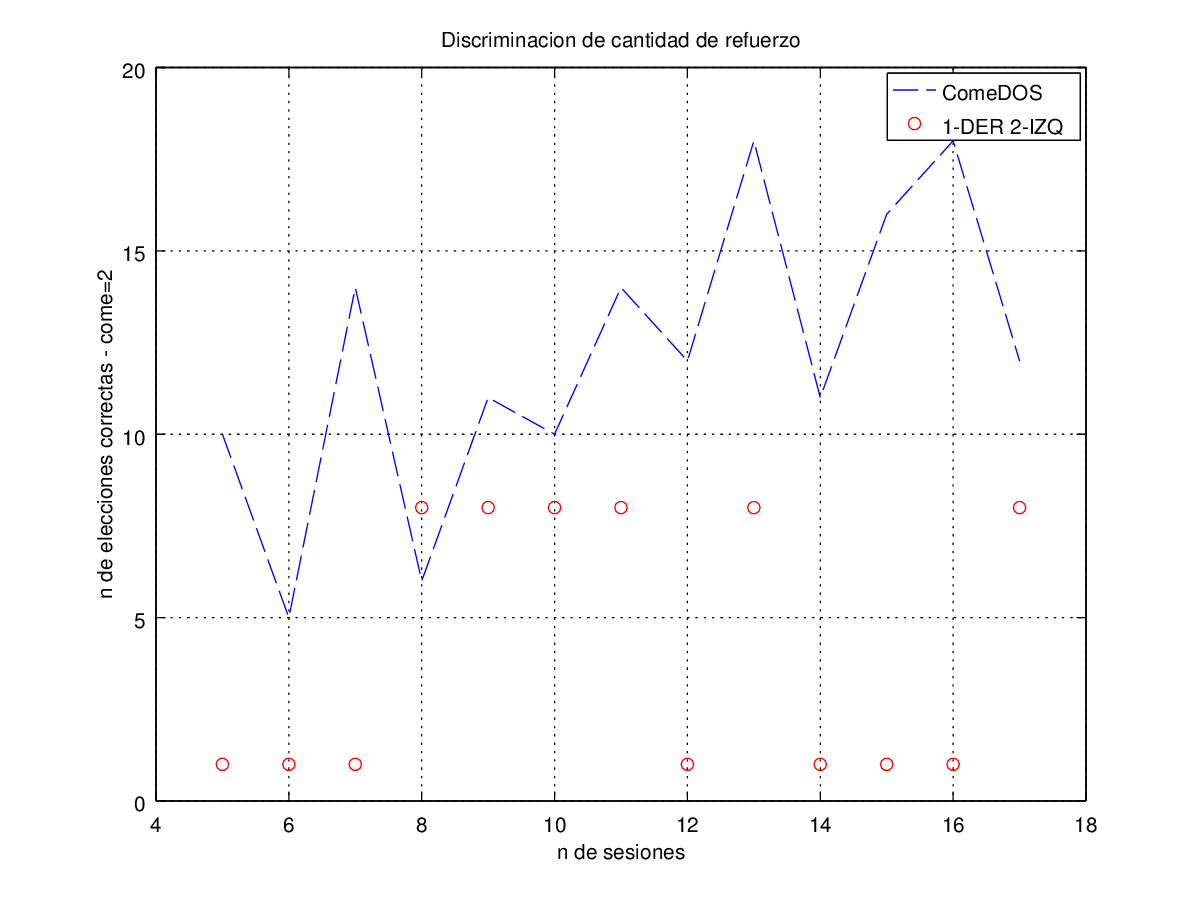 Discriminacion de cantidad de refuerzo
ComeDOS
1-DER 2-IZQ
n de elecciones correctas - come=2
20
15
10
5
0
4 6 8 10 12 14 16 18
n de sesiones